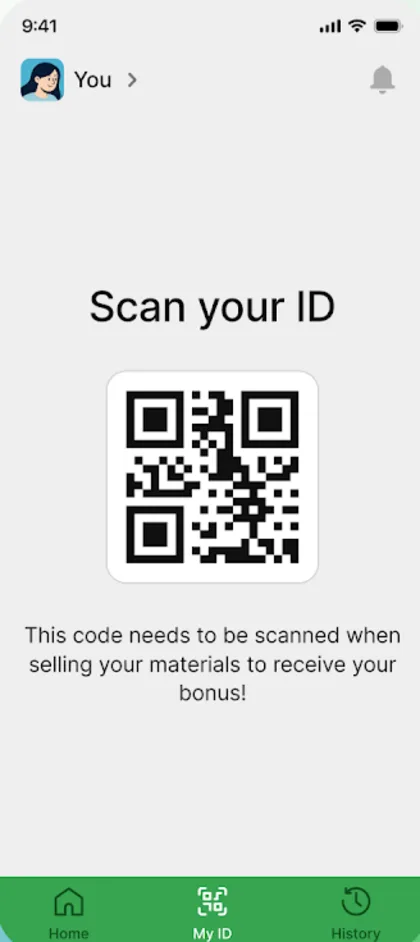 9:41
You
Scan your ID
This code needs to be scanned when
selling your materials to receive your
bonus!
Home
My ID
History